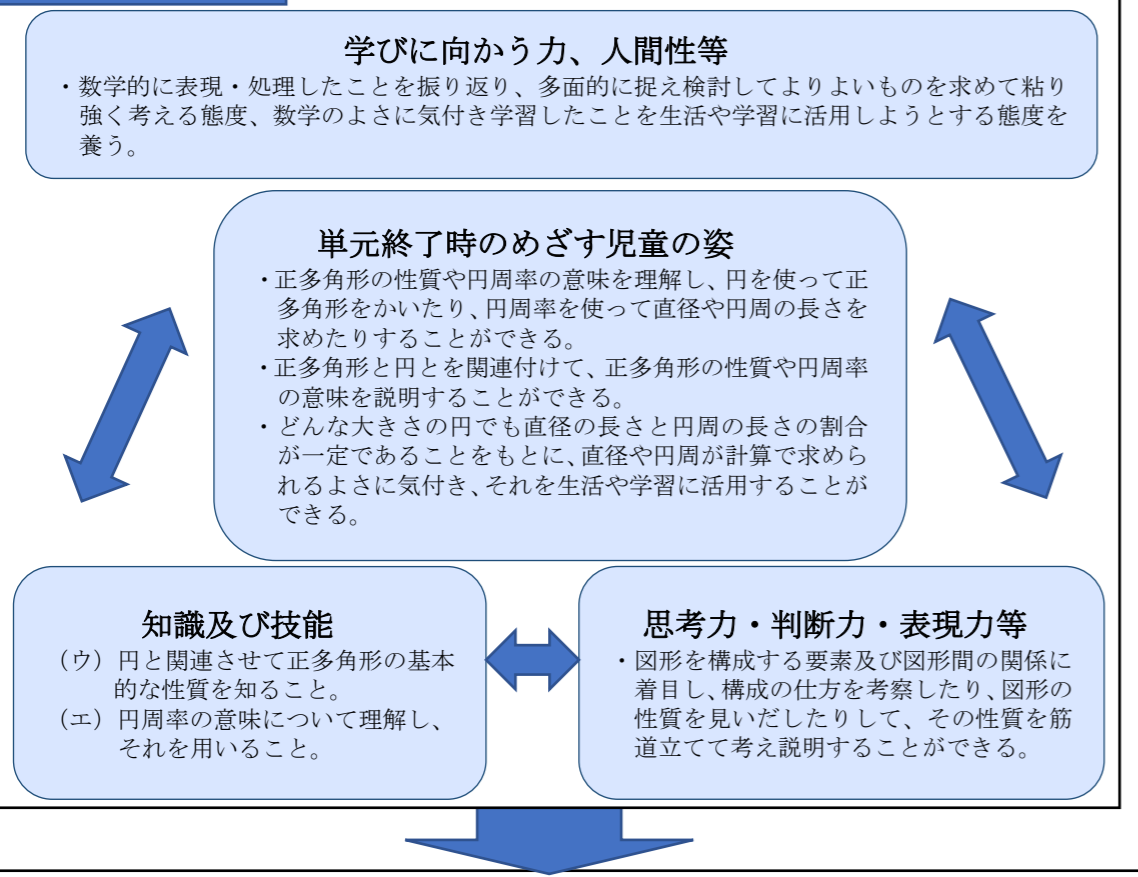 学びに向かう力、人間性等
・数学的に表現・処理したことを振り返り、多面的に捉え検討してよりよいものを求めて粘り
強く考える態度、数学のよさに気付き学習したことを生活や学習に活用しようとする態度を
養う。
単元終了時のめざす児童の姿
・正多角形の性質や円周率の意味を理解し、円を使って正
多角形をかいたり、円周率を使って直径や円周の長さを
求めたりすることができる。
・正多角形と円とを関連付けて、正多角形の性質や円周率
の意味を説明することができる。
・どんな大きさの円でも直径の長さと円周の長さの割合
が一定であることをもとに、直径や円周が計算で求めら
れるよさに気付き、それを生活や学習に活用することが
できる。
知識及び技能
（ウ）円と関連させて正多角形の基本
的な性質を知ること。
（エ）円周率の意味について理解し、
それを用いること。
思考力・判断力・表現力等
・図形を構成する要素及び図形間の関係に
着目し、構成の仕方を考察したり、図形の
性質を見いだしたりして、その性質を筋
道立てて考え説明することができる。